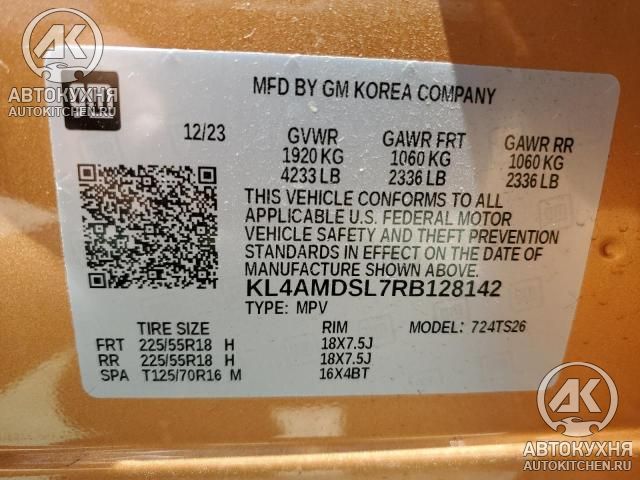 AK
АВТОКУХНЯ
AUTOKITCHEN.RU
gm
MFD BY GM KOREA COMPANY
12/23 GVWR GAWR FRT GAWR RR
1920 KG 1060 KG 1060 KG
4233 LB 2336 LB 2336 LB
THIS VEHICLE CONFORMS TO ALL
APPLICABLE U.S. FEDERAL MOTOR
VEHICLE SAFETY AND THEFT PREVENTION
STANDARDS IN EFFECT ON THE DATE OF
MANUFACTURE SHOWN ABOVE.
KL4AMDSL7RB128142
TYPE: MPV
TIRE SIZE RIM MODEL: 724TS26
FRT 225/55R18 H 18X7.5J
RR 225/55R18 H 18X7.5J
SPA T125/70R16 M 16X4BT
AK
АВТОКУХНЯ
AUTOKITCHEN.RU